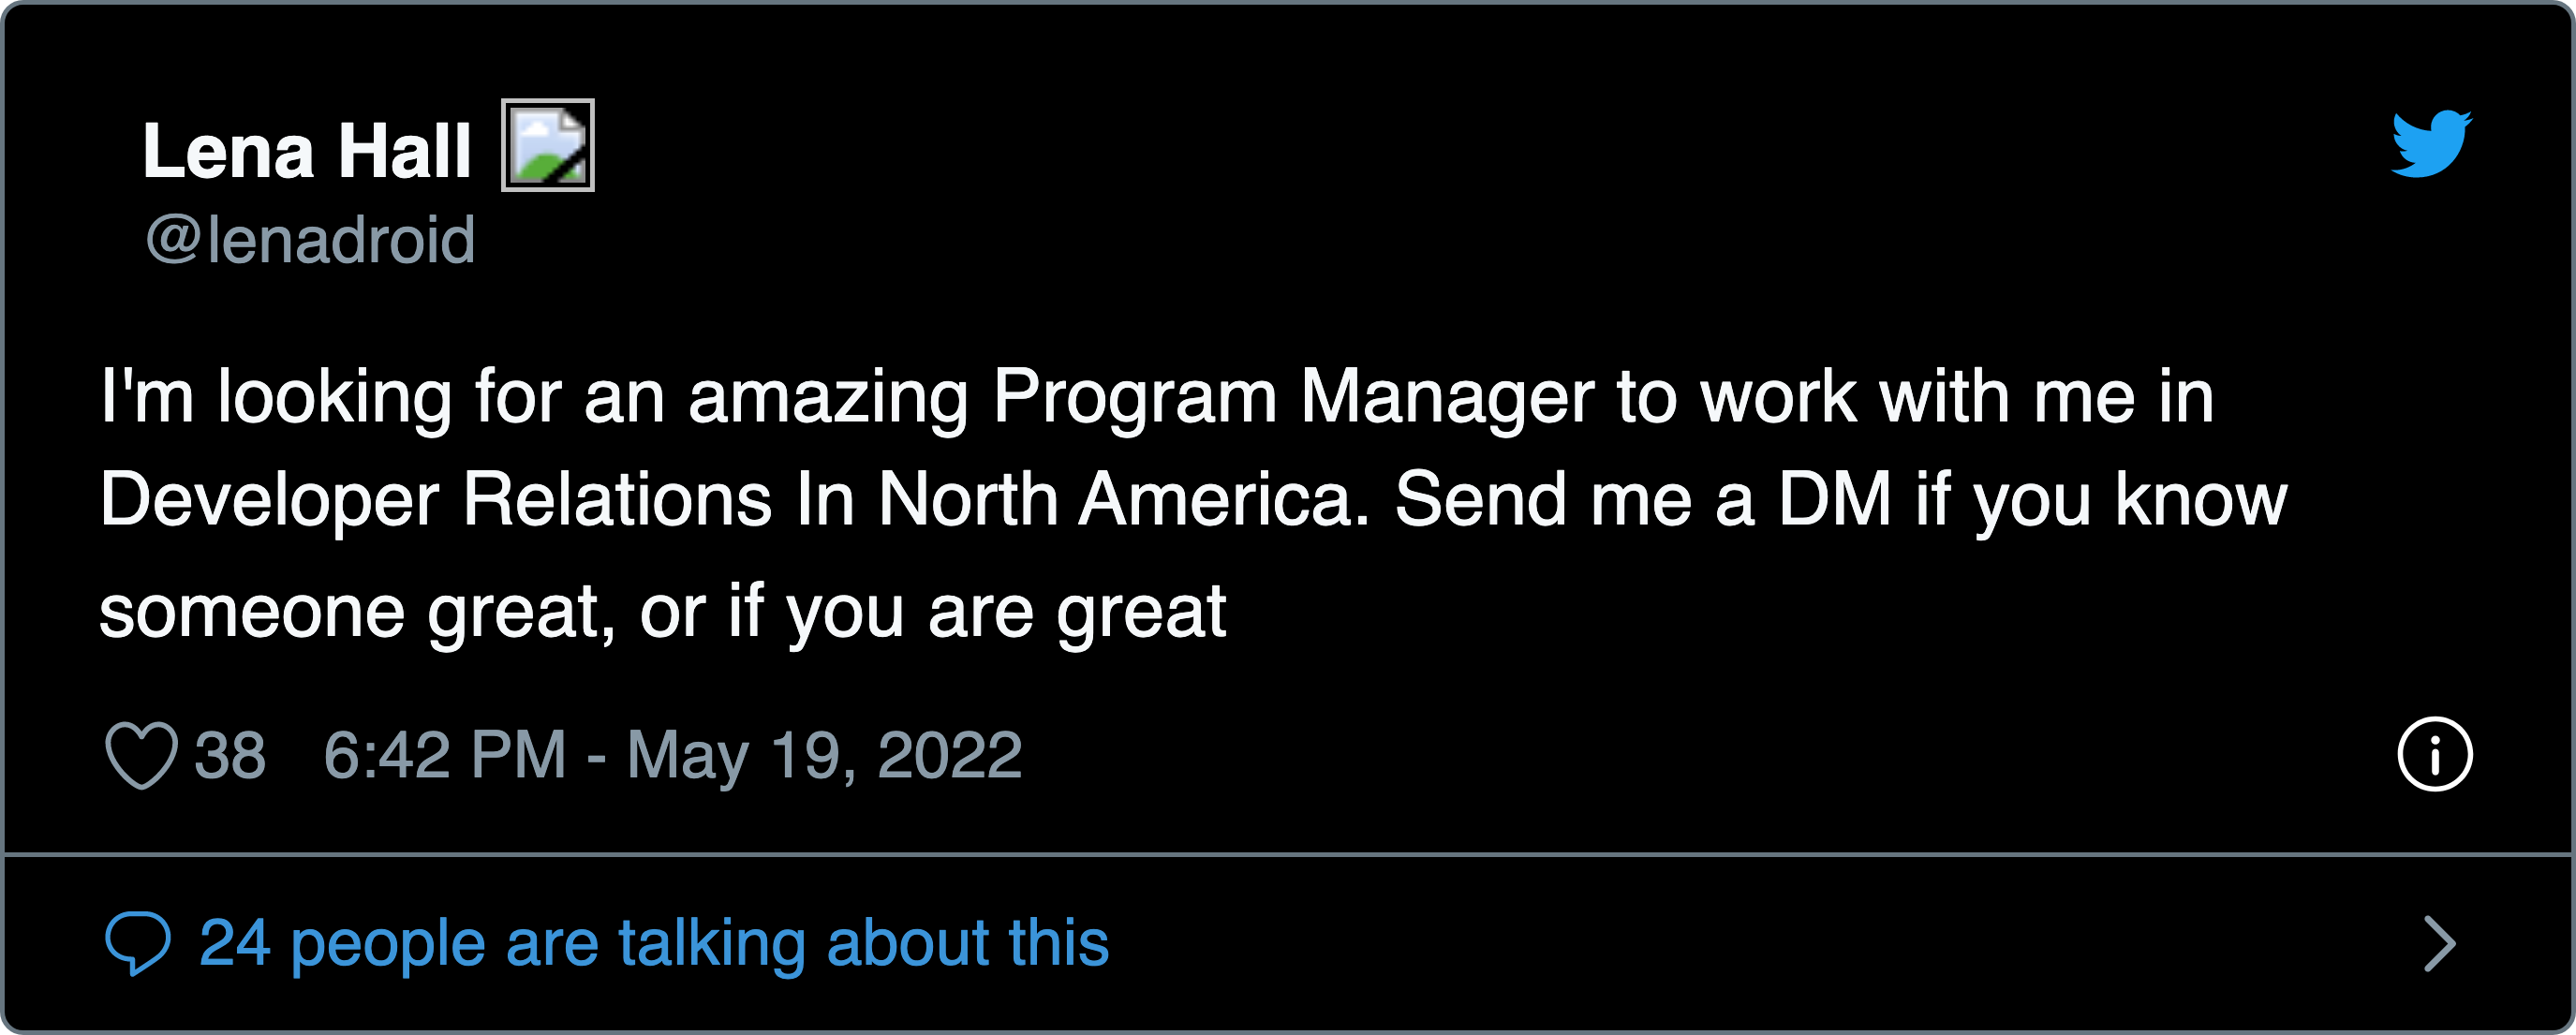 Lena Hall
@lenadroid
I'm looking for an amazing Program Manager to work with me in
Developer Relations In North America. Send me a DM if you know
someone great, or if you are great
38 6:42 PM - May 19, 2022
24 people are talking about this